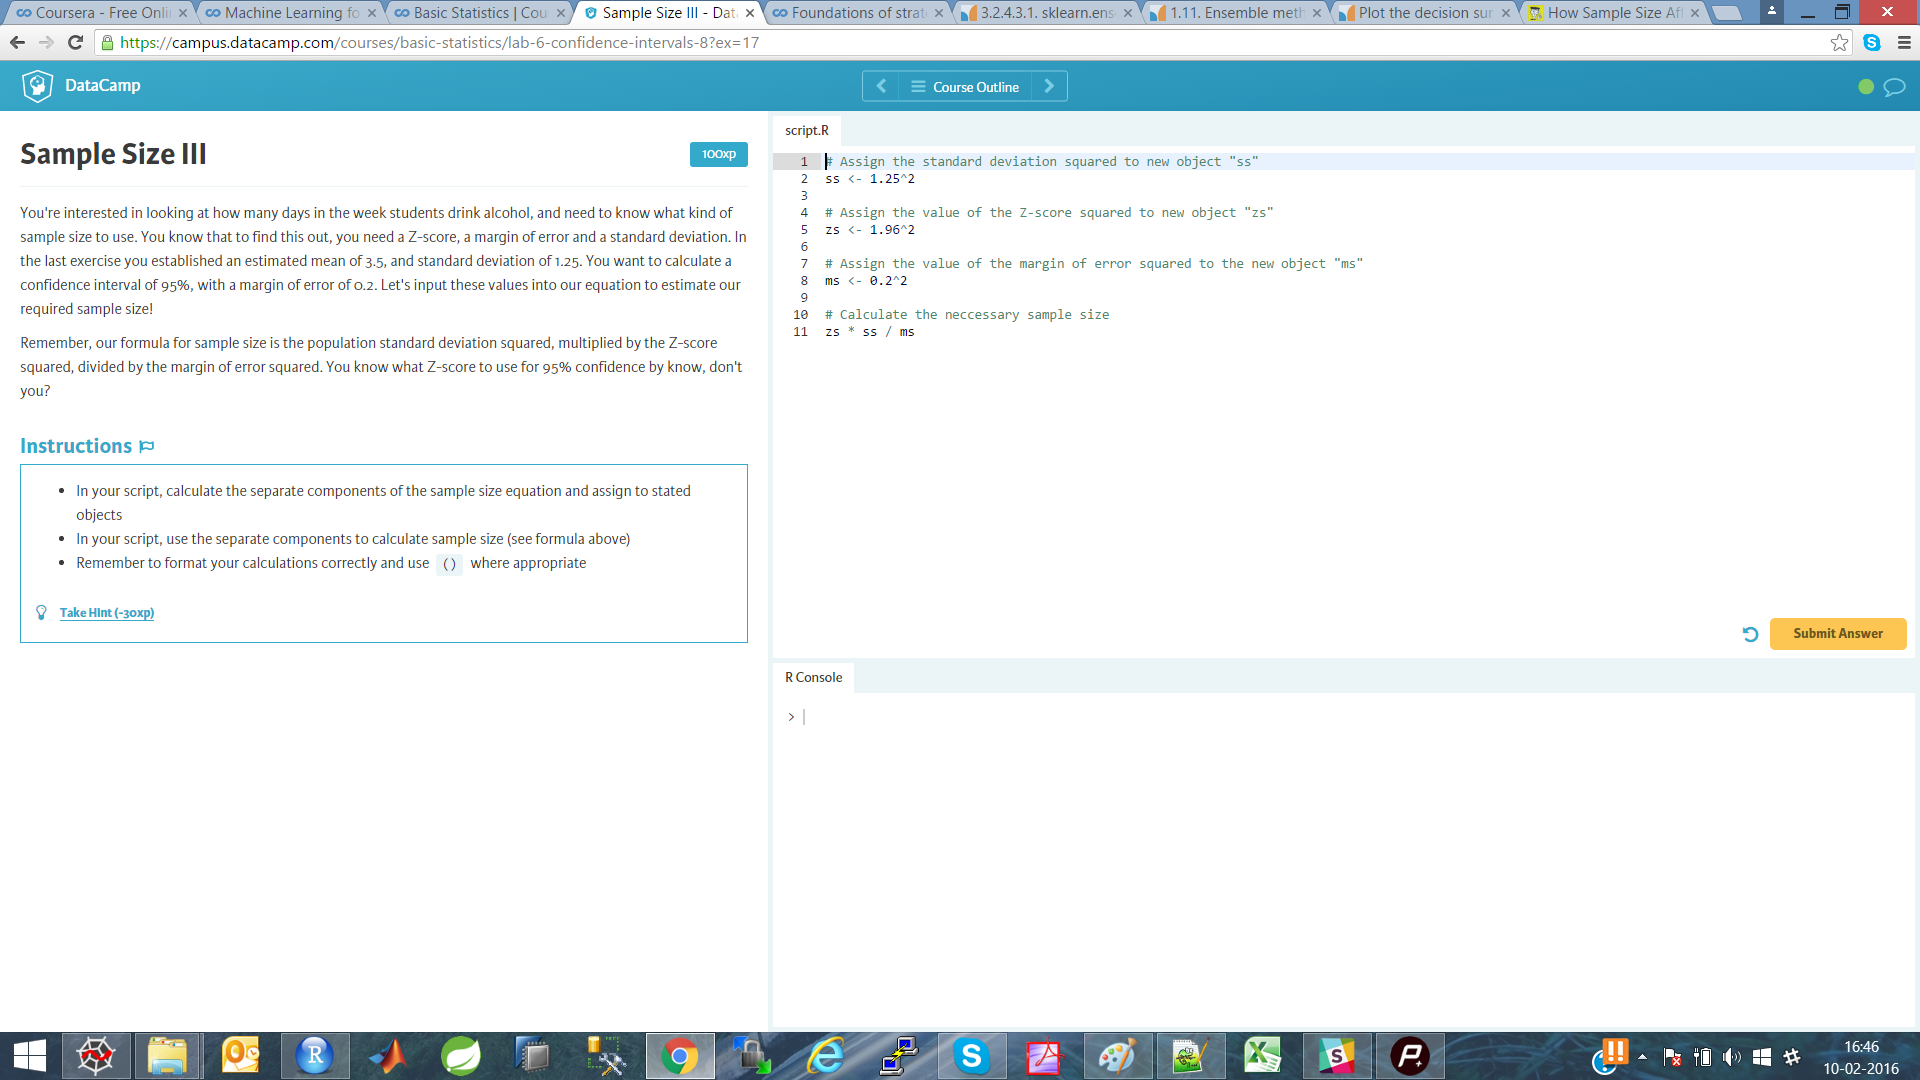 Coursera - Free Onli
Machine Learning fo
Basic Statistics | Cou
Sample Size III - Dat
Foundations of strat
3.2.4.3.1. sklearn.ens
1.11. Ensemble meth
Plot the decision sur
How Sample Size Af
https://campus.datacamp.com/courses/basic-statistics/lab-6-confidence-intervals-8?ex=17
DataCamp
Course Outline
Sample Size III
100xp
You're interested in looking at how many days in the week students drink alcohol, and need to know what kind of
sample size to use. You know that to find this out, you need a Z-score, a margin of error and a standard deviation. In
the last exercise you established an estimated mean of 3.5, and standard deviation of 1.25. You want to calculate a
confidence interval of 95%, with a margin of error of 0.2. Let's input these values into our equation to estimate our
required sample size!
Remember, our formula for sample size is the population standard deviation squared, multiplied by the Z-score
squared, divided by the margin of error squared. You know what Z-score to use for 95% confidence by know, don't
you?
Instructions
• In your script, calculate the separate components of the sample size equation and assign to stated
objects
• In your script, use the separate components to calculate sample size (see formula above)
• Remember to format your calculations correctly and use () where appropriate
Take Hint (-30xp)
script.R
1 # Assign the standard deviation squared to new object "ss"
2 ss <- 1.25^2
3
4 # Assign the value of the Z-score squared to new object "zs"
5 zs <- 1.96^2
6
7 # Assign the value of the margin of error squared to the new object "ms"
8 ms <- 0.2^2
9
10 # Calculate the neccessary sample size
11 zs * ss / ms
Submit Answer
R Console
>
16:46
10-02-2016